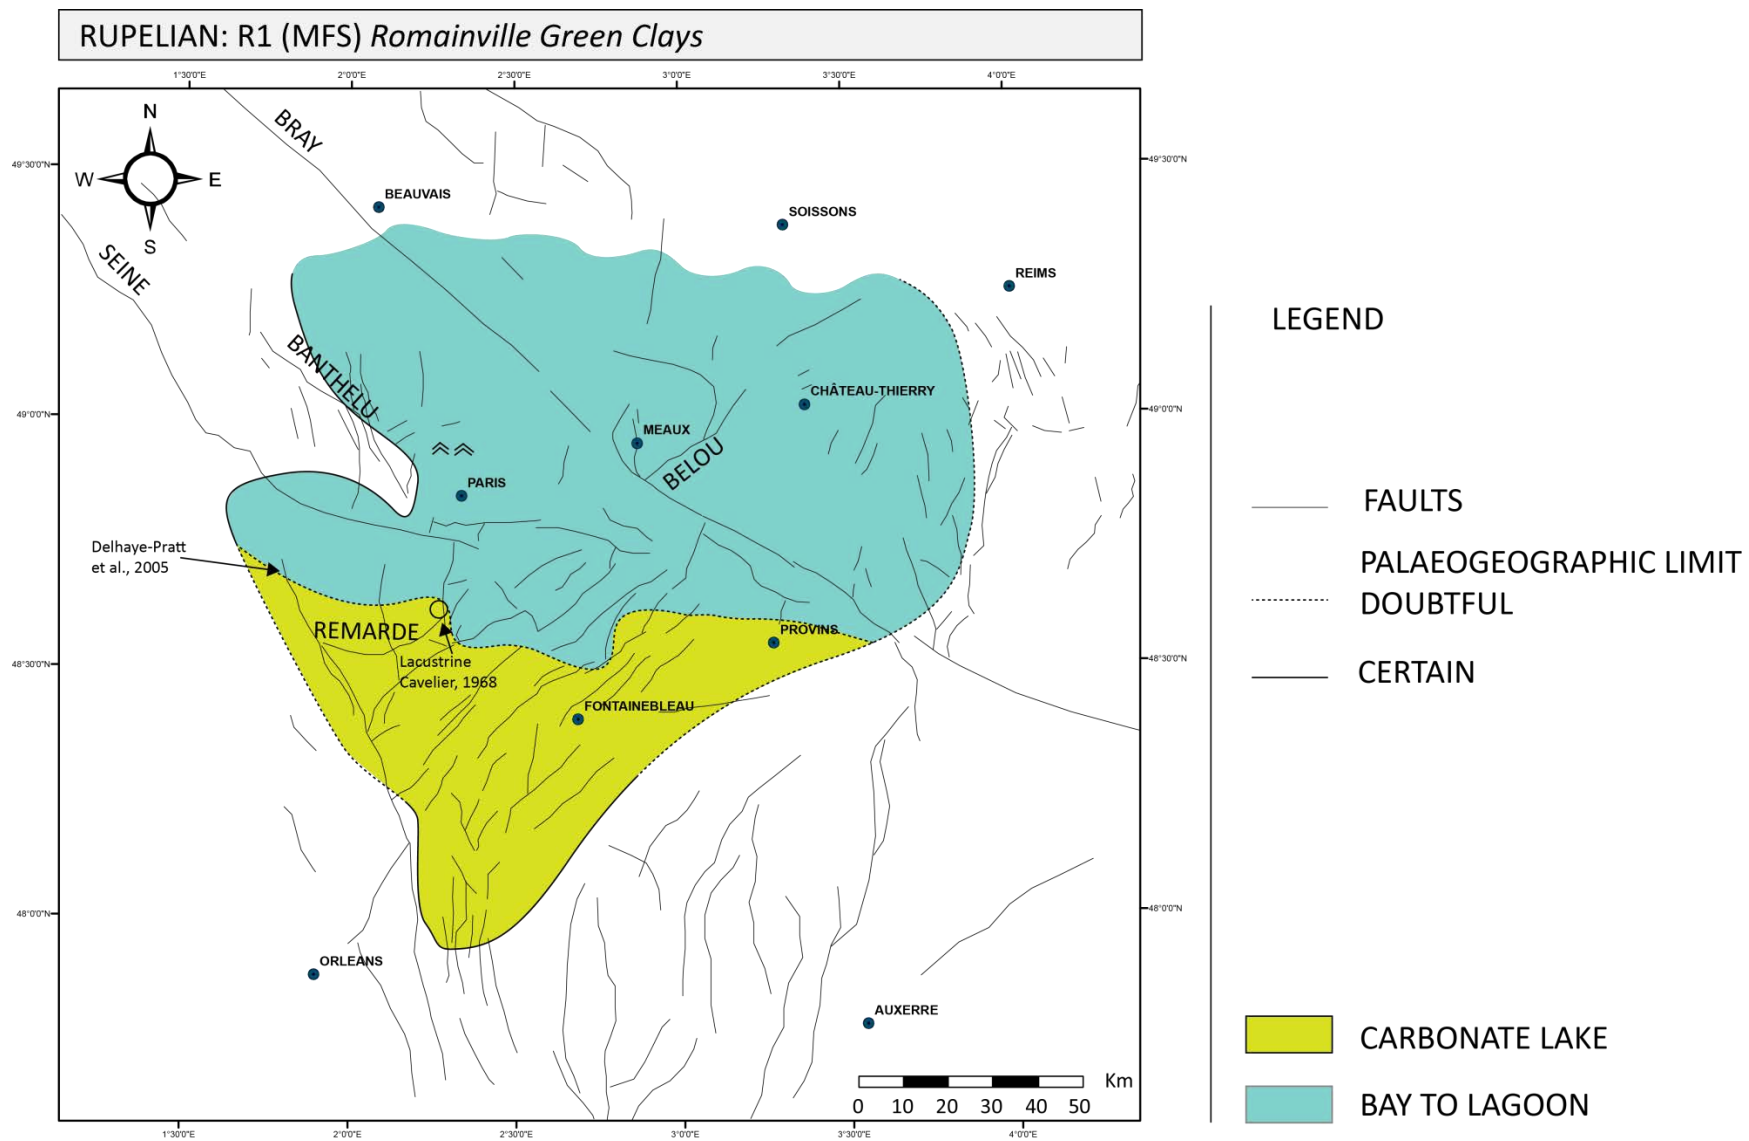 RUPELIAN: R1 (MFS) Romainville Green Clays
1°30'0"E 2°0'0"E 2°30'0"E 3°0'0"E 3°30'0"E 4°0'0"E
N
W E
S
BRAY
49°30'0"N
49°30'0"N
BEAUVAIS
SOISSONS
SEINE
REIMS
LEGEND
BANTHELU
CHÂTEAU-THIERRY
49°0'0"N
49°0'0"N
MEAUX
BELOU
PARIS
FAULTS
Delhaye-Pratt
et al., 2005
PALAEOGEOGRAPHIC LIMIT
DOUBTFUL
REMARDE
PROVINS
48°30'0"N
48°30'0"N
Lacustrine
Cavelier, 1968
CERTAIN
FONTAINEBLEAU
48°0'0"N
48°0'0"N
ORLEANS
AUXERRE
CARBONATE LAKE
Km
0 10 20 30 40 50
BAY TO LAGOON
1°30'0"E 2°0'0"E 2°30'0"E 3°0'0"E 3°30'0"E 4°0'0"E